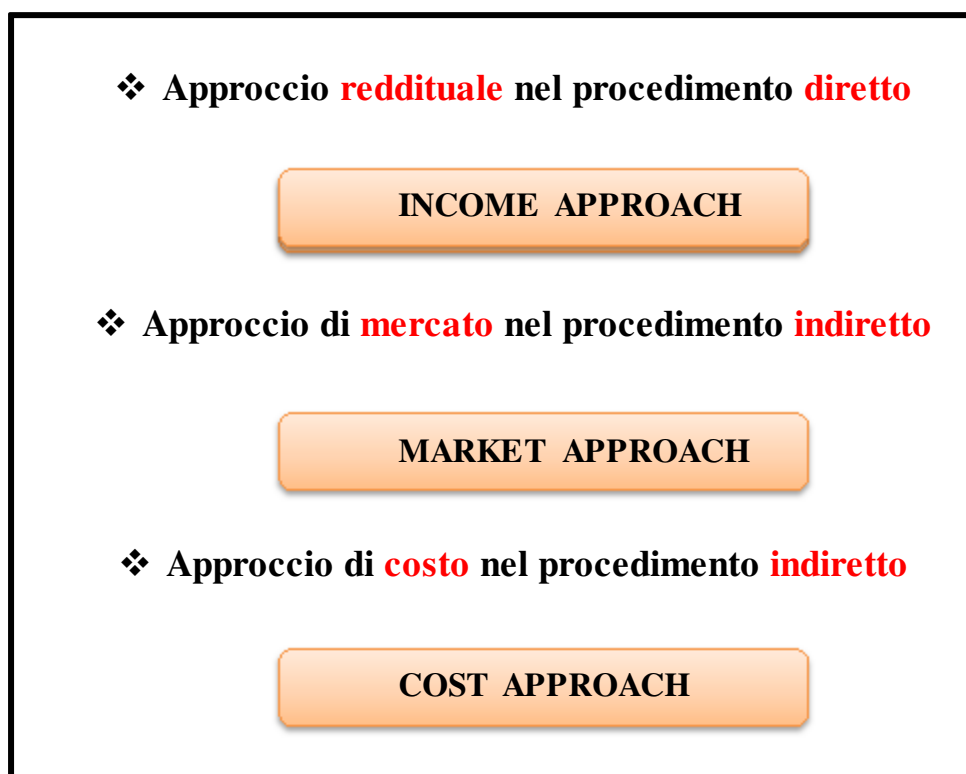 ❖ Approccio reddituale nel procedimento diretto
INCOME APPROACH
❖ Approccio di mercato nel procedimento indiretto
MARKET APPROACH
❖ Approccio di costo nel procedimento indiretto
COST APPROACH